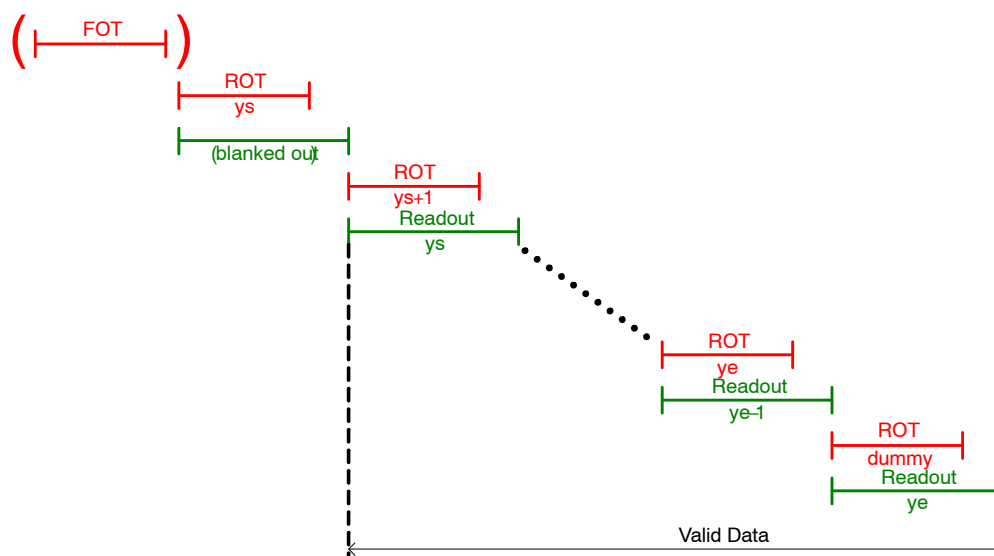 ( FOT )
ROT
ys
(blanked out)
ROT
ys+1
Readout
ys
ROT
ye
Readout
ye–1
ROT
dummy
Readout
ye
Valid Data